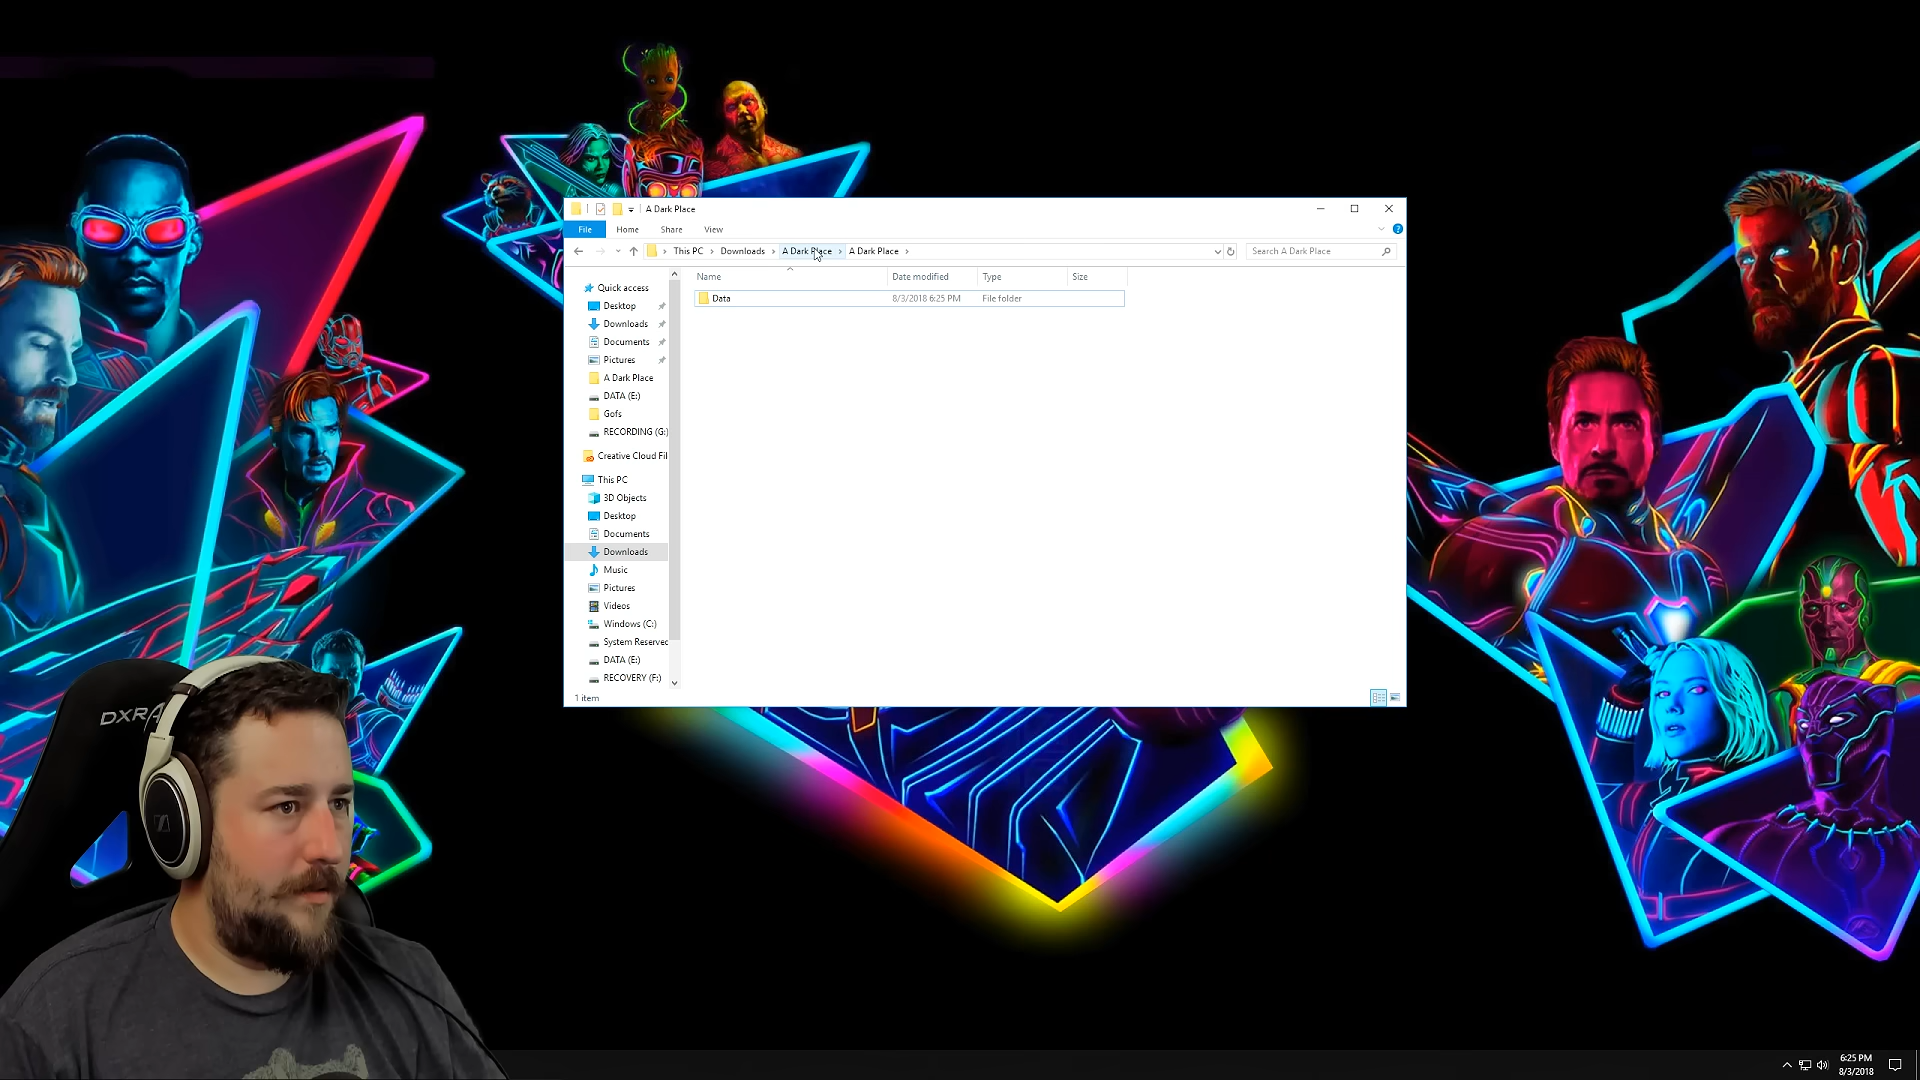 A Dark Place
File
Home
Share
View
This PC
Downloads
A Dark Place
A Dark Place
Search A Dark Place
Name
Date modified
Type
Size
Data
8/3/2018 6:25 PM
File folder
Quick access
Desktop
Downloads
Documents
Pictures
A Dark Place
DATA (E:)
Gofs
RECORDING (G:)
Creative Cloud Fil
This PC
3D Objects
Desktop
Documents
Downloads
Music
Pictures
Videos
Windows (C:)
System Reserved
DATA (E:)
RECOVERY (F:)
1 item
DXRA
6:25 PM
8/3/2018